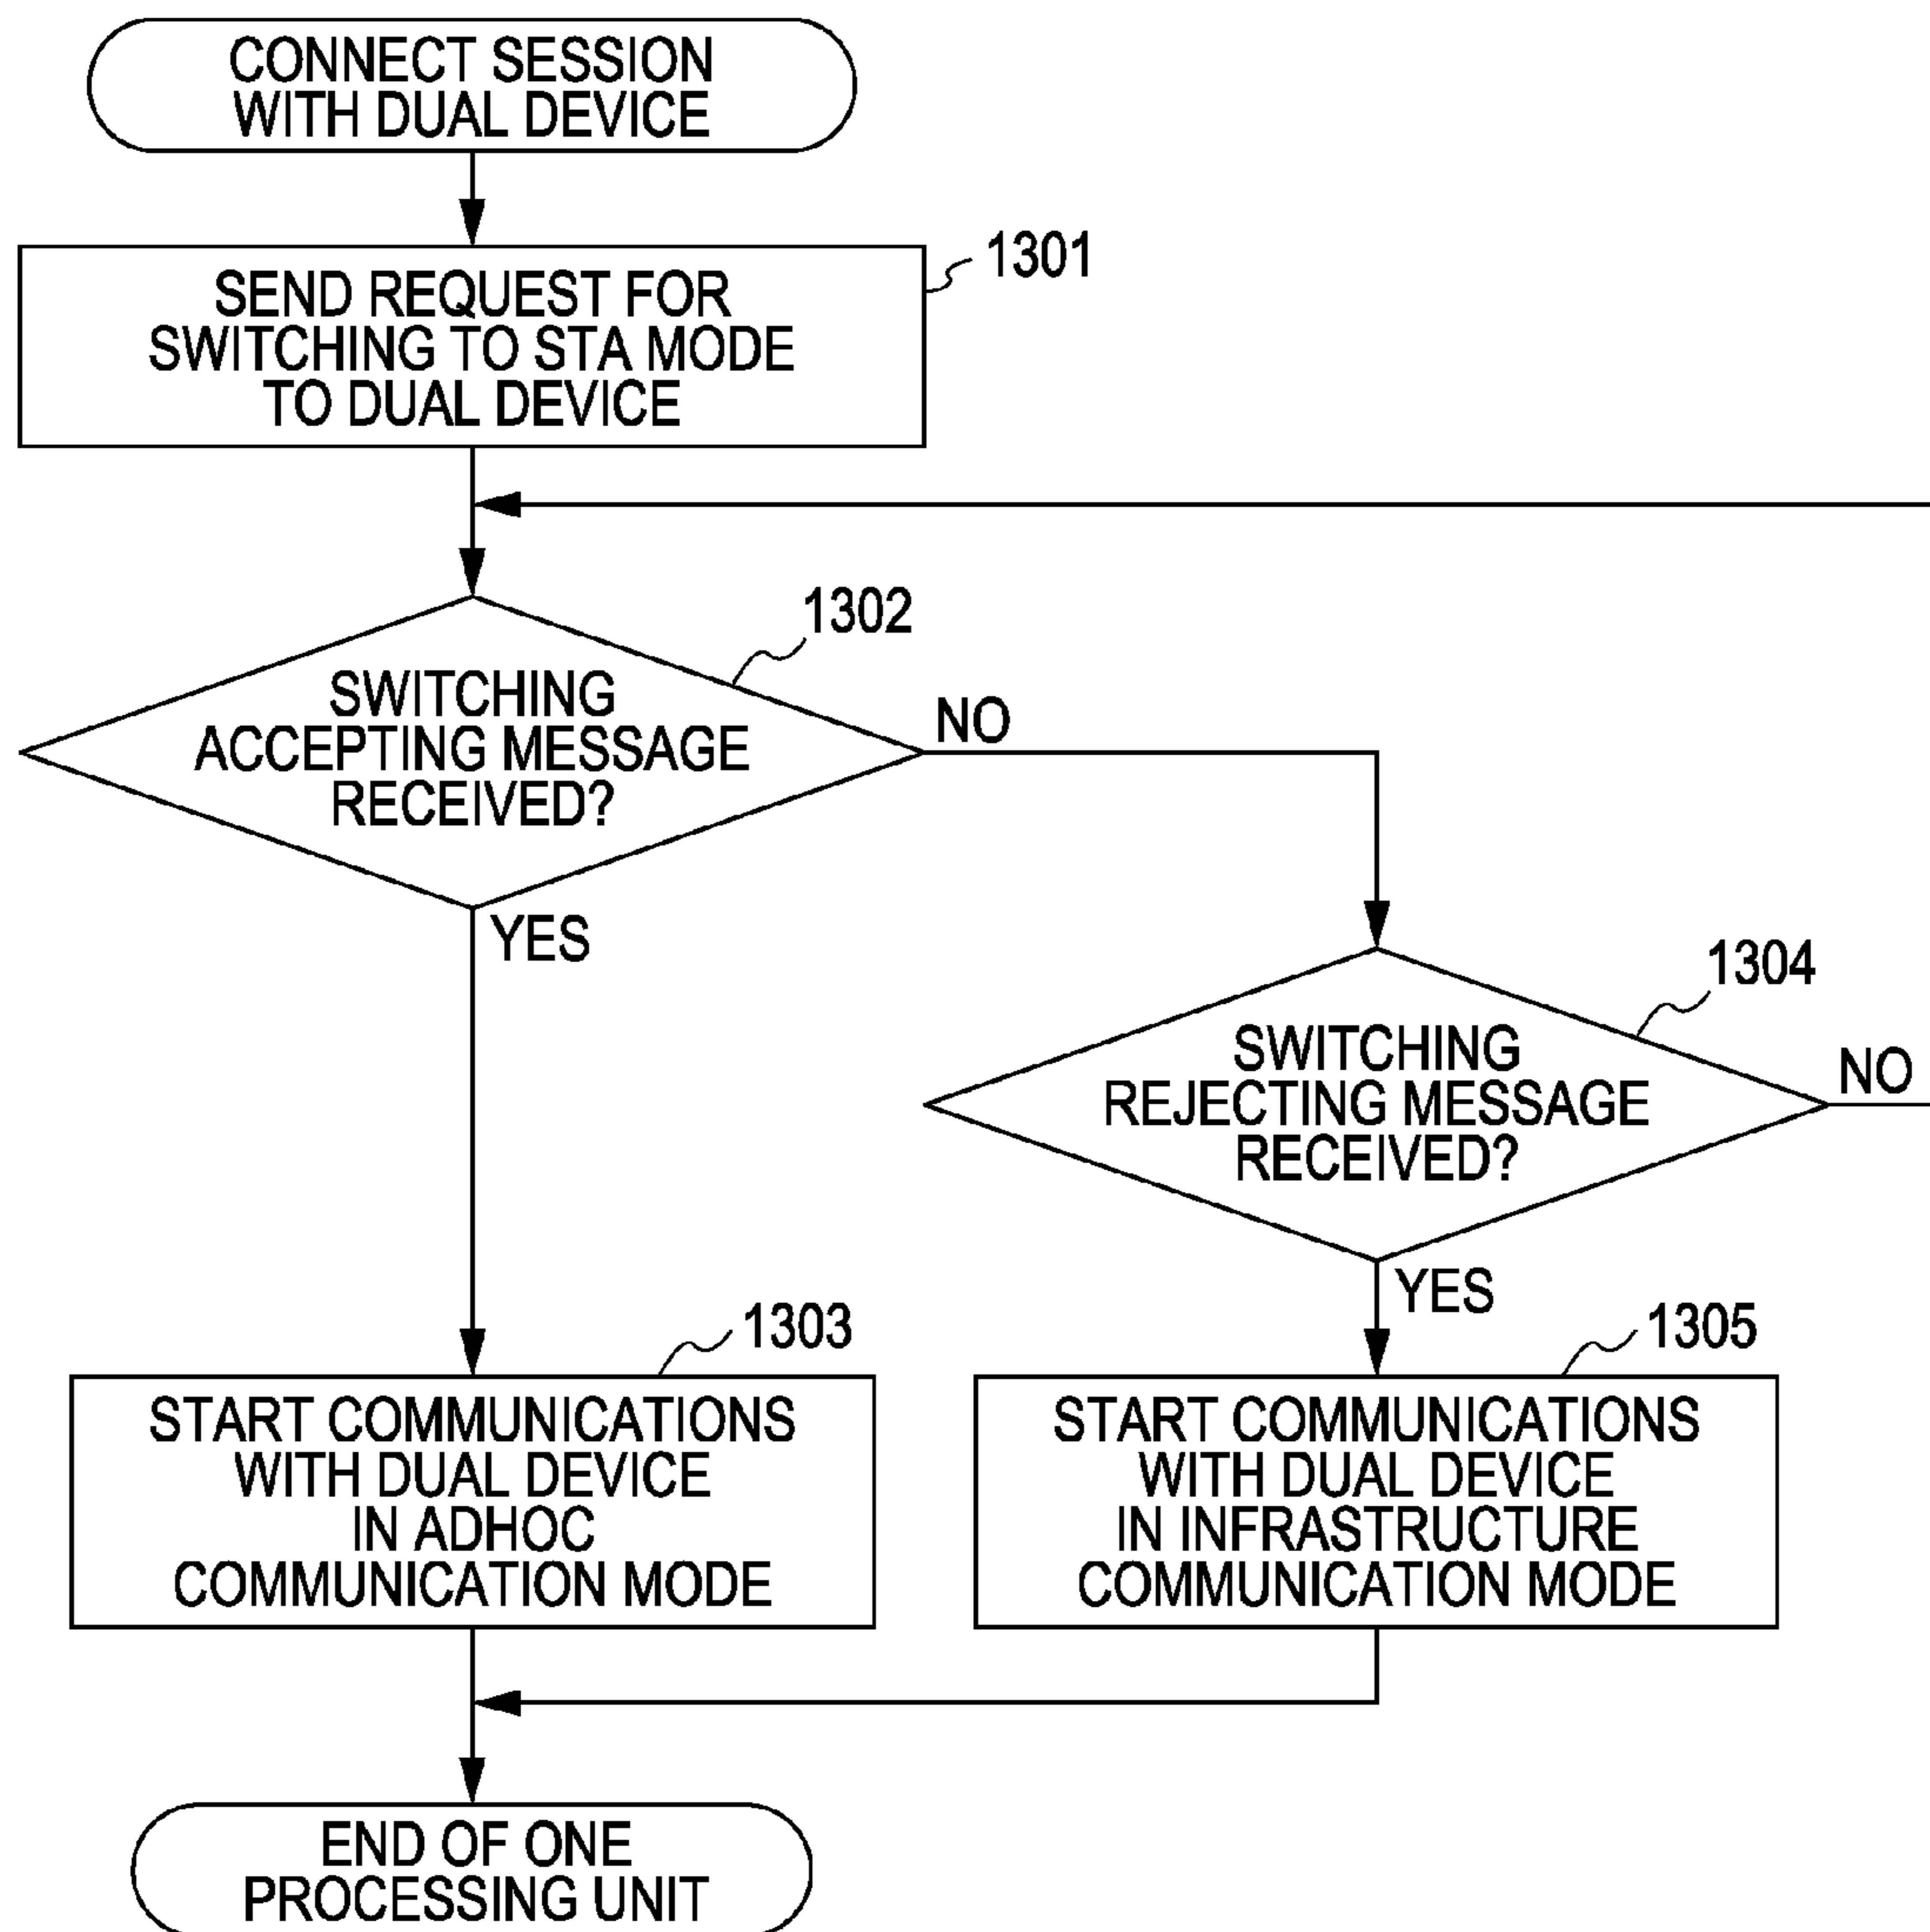 CONNECT SESSION
WITH DUAL DEVICE
1301
SEND REQUEST FOR
SWITCHING TO STA MODE
TO DUAL DEVICE
1302
SWITCHING
ACCEPTING MESSAGE
RECEIVED?
NO
YES
1304
SWITCHING
REJECTING MESSAGE
RECEIVED?
NO
YES
1303
START COMMUNICATIONS
WITH DUAL DEVICE
IN ADHOC
COMMUNICATION MODE
1305
START COMMUNICATIONS
WITH DUAL DEVICE
IN INFRASTRUCTURE
COMMUNICATION MODE
END OF ONE
PROCESSING UNIT